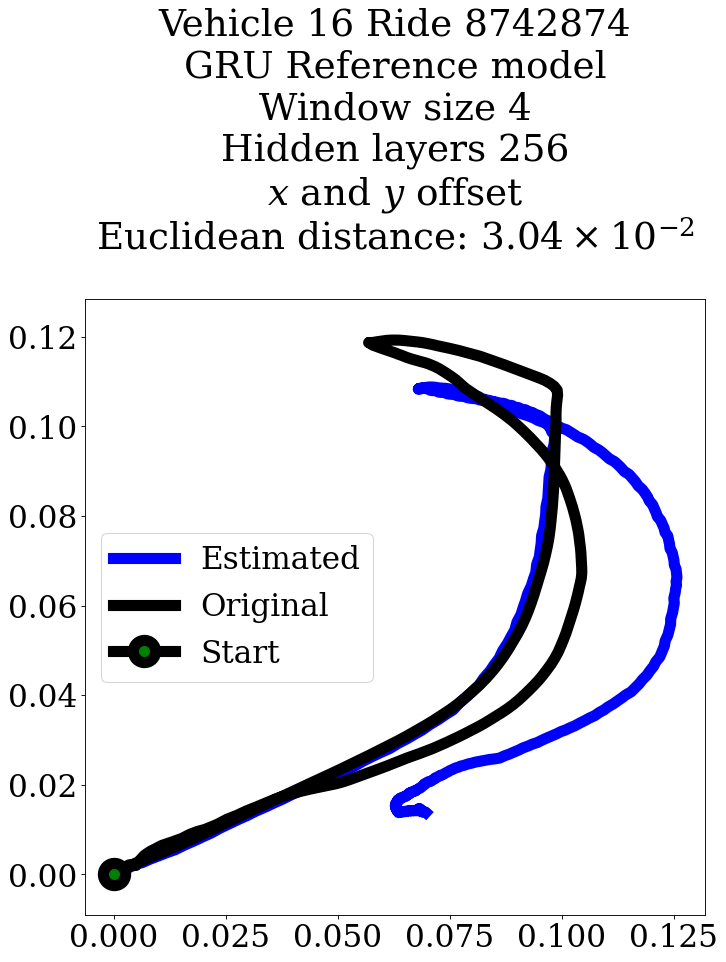 Vehicle 16 Ride 8742874
GRU Reference model
Window size 4
Hidden layers 256
x and y offset
Euclidean distance: 3.04 × 10⁻²
0.12
0.10
0.08
0.06
0.04
0.02
0.00
Estimated
Original
Start
0.000 0.025 0.050 0.075 0.100 0.125